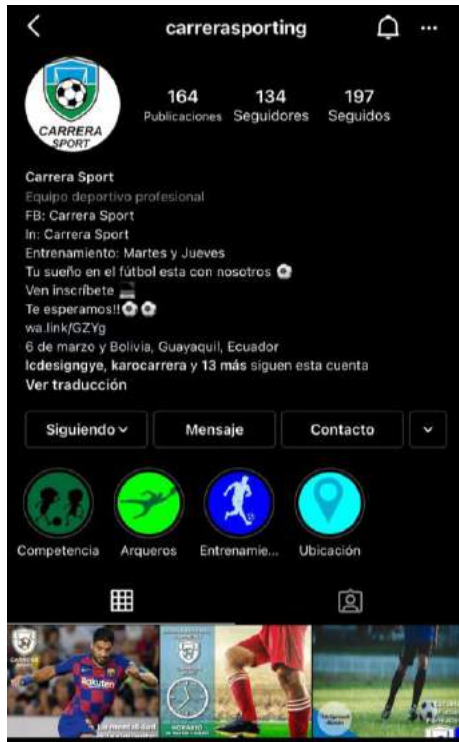 carrerasporting
CARRERA
SPORT
164
134
197
Publicaciones
Seguidores
Seguidos
Carrera Sport
Equipo deportivo profesional
FB: Carrera Sport
In: Carrera Sport
Entrenamiento: Martes y Jueves
Tu sueño en el fútbol esta con nosotros
Ven inscríbete
Te esperamos!!
wa.link/GZYg
6 de marzo y Bolivia, Guayaquil, Ecuador
lcdesigngye, karocarrera y 13 más siguen esta cuenta
Ver traducción
Siguiendo
Mensaje
Contacto
Competencia
Arqueros
Entrenamie...
Ubicación
Rakuten
HORARIO